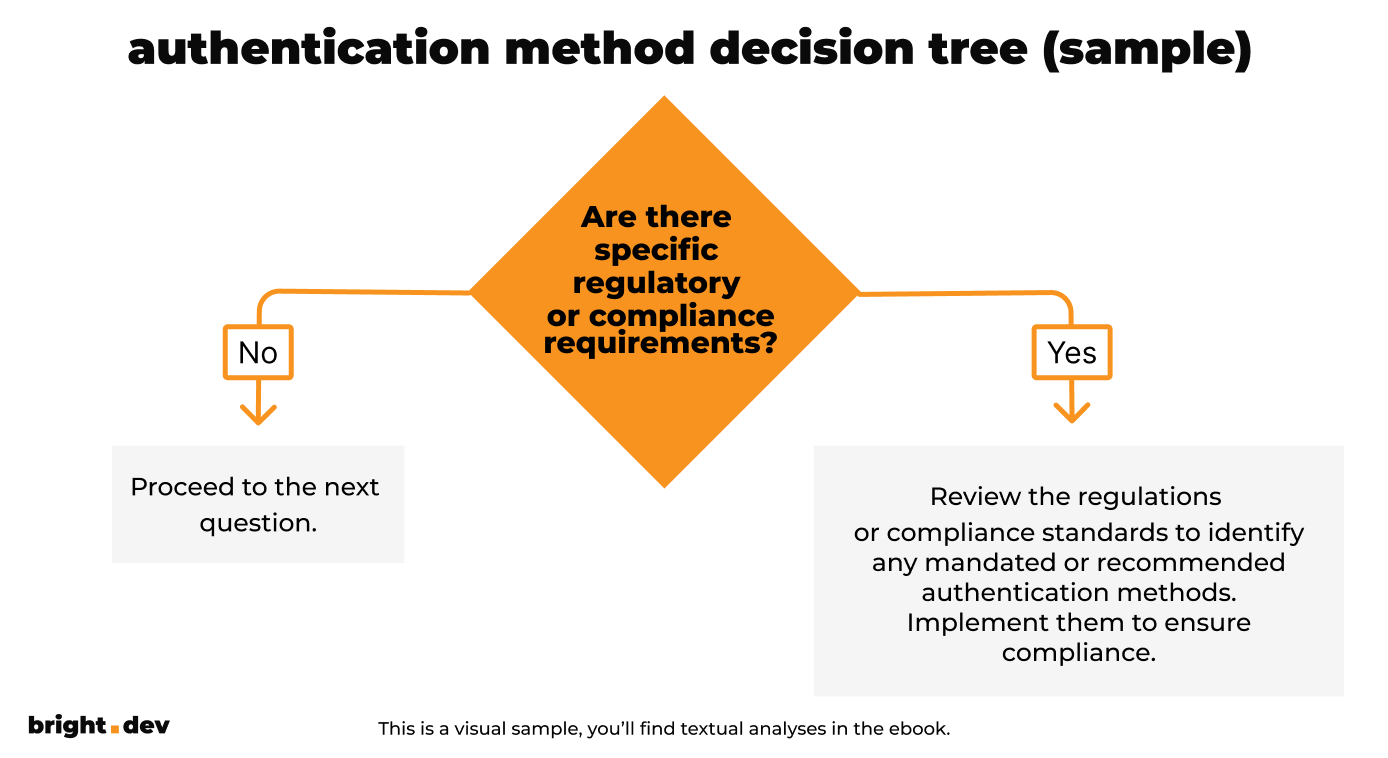 authentication method decision tree (sample)
Are there
specific
regulatory
or compliance
requirements?
No
Yes
Proceed to the next
question.
Review the regulations
or compliance standards to identify
any mandated or recommended
authentication methods.
Implement them to ensure
compliance.
bright.dev
This is a visual sample, you’ll find textual analyses in the ebook.